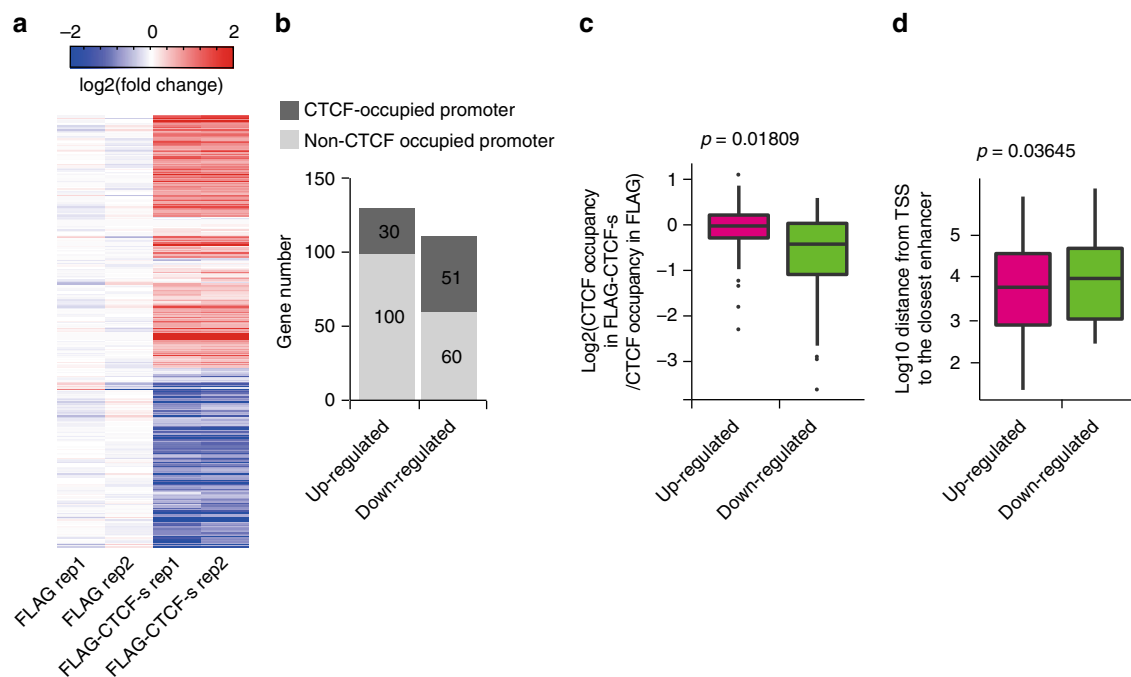 a
−2 0 2
log2(fold change)
FLAG rep1
FLAG rep2
FLAG-CTCF-s rep1
FLAG-CTCF-s rep2
b
CTCF-occupied promoter
Non-CTCF occupied promoter
150
100
50
0
Gene number
30
100
51
60
Up-regulated
Down-regulated
c
p = 0.01809
Log2(CTCF occupancy
in FLAG-CTCF-s
/CTCF occupancy in FLAG)
1
0
−1
−2
−3
Up-regulated
Down-regulated
d
p = 0.03645
Log10 distance from TSS
to the closest enhancer
5
4
3
2
Up-regulated
Down-regulated